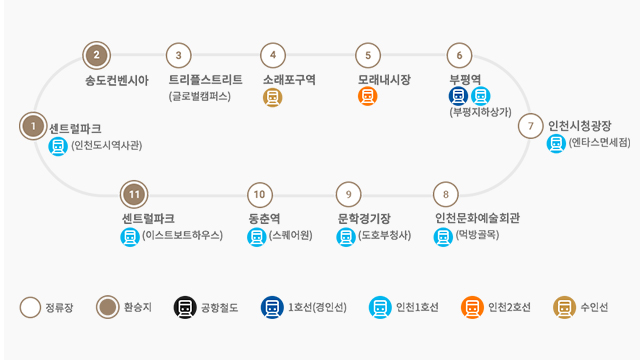 2
3
4
5
6
송도컨벤시아
트리플스트리트
(글로벌캠퍼스)
소래포구역
모래내시장
부평역
(부평지하상가)
1
센트럴파크
(인천도시역사관)
7
인천시청광장
(엔타스면세점)
11
10
9
8
센트럴파크
(이스트보트하우스)
동춘역
(스퀘어원)
문학경기장
(도호부청사)
인천문화예술회관
(먹방골목)
정류장
환승지
공항철도
1호선(경인선)
인천1호선
인천2호선
수인선